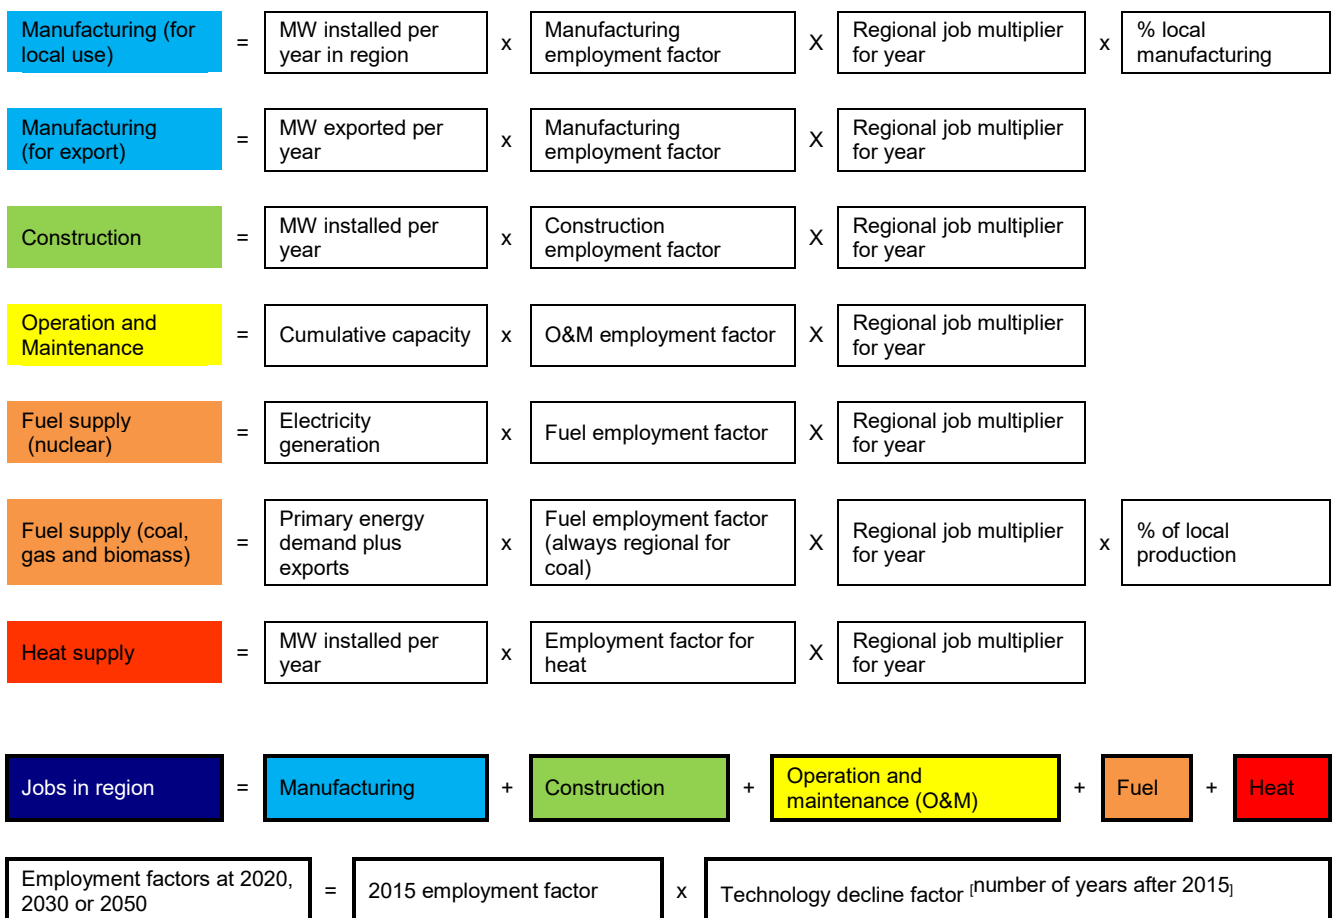 Manufacturing (for local use) = MW installed per year in region x Manufacturing employment factor X Regional job multiplier for year x % local manufacturing
Manufacturing (for export) = MW exported per year x Manufacturing employment factor X Regional job multiplier for year
Construction = MW installed per year x Construction employment factor X Regional job multiplier for year
Operation and Maintenance = Cumulative capacity x O&M employment factor X Regional job multiplier for year
Fuel supply (nuclear) = Electricity generation x Fuel employment factor X Regional job multiplier for year
Fuel supply (coal, gas and biomass) = Primary energy demand plus exports x Fuel employment factor (always regional for coal) X Regional job multiplier for year x % of local production
Heat supply = MW installed per year x Employment factor for heat X Regional job multiplier for year
Jobs in region = Manufacturing + Construction + Operation and maintenance (O&M) + Fuel + Heat
Employment factors at 2020, 2030 or 2050 = 2015 employment factor x Technology decline factor [number of years after 2015]